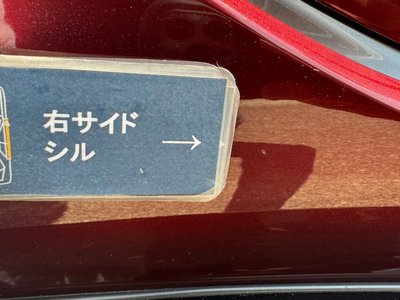 右サイド
シル →